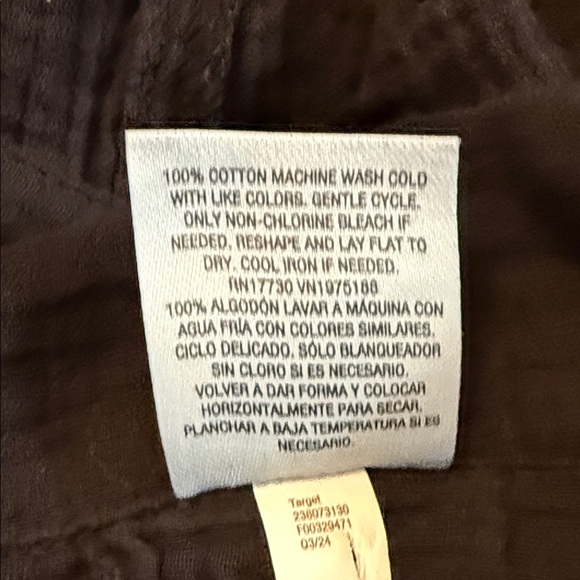 100% COTTON MACHINE WASH COLD
WITH LIKE COLORS. GENTLE CYCLE.
ONLY NON-CHLORINE BLEACH IF
NEEDED. RESHAPE AND LAY FLAT TO
DRY. COOL IRON IF NEEDED.
RN17730 VN1975188
100% ALGODÓN LAVAR A MÁQUINA CON
AGUA FRÍA CON COLORES SIMILARES.
CICLO DELICADO. SÓLO BLANQUEADOR
SIN CLORO SI ES NECESARIO.
VOLVER A DAR FORMA Y COLOCAR
HORIZONTALMENTE PARA SECAR.
PLANCHAR A BAJA TEMPERATURA SI ES
NECESARIO.
Target
236073130
F00329471
03/24